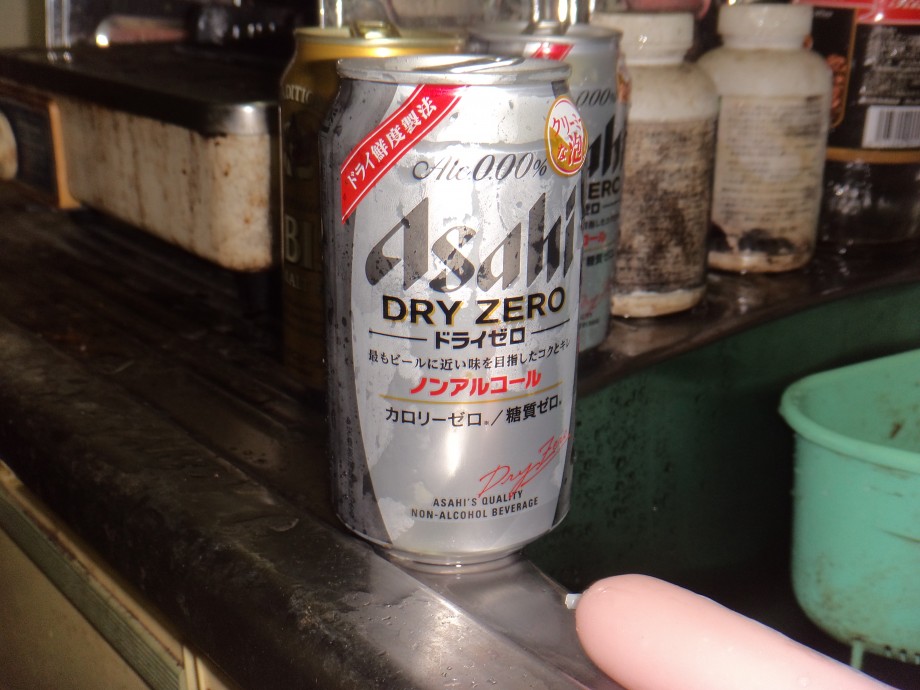 ドライ鮮度製法
クリーミー
な泡
Alc.0.00%
Asahi
DRY ZERO
ドライゼロ
最もビールに近い味を目指したコクとキレ
ノンアルコール
カロリーゼロ※/糖質ゼロ※
Dry Zero
ASAHI'S QUALITY
NON-ALCOHOL BEVERAGE
.000%
ERO